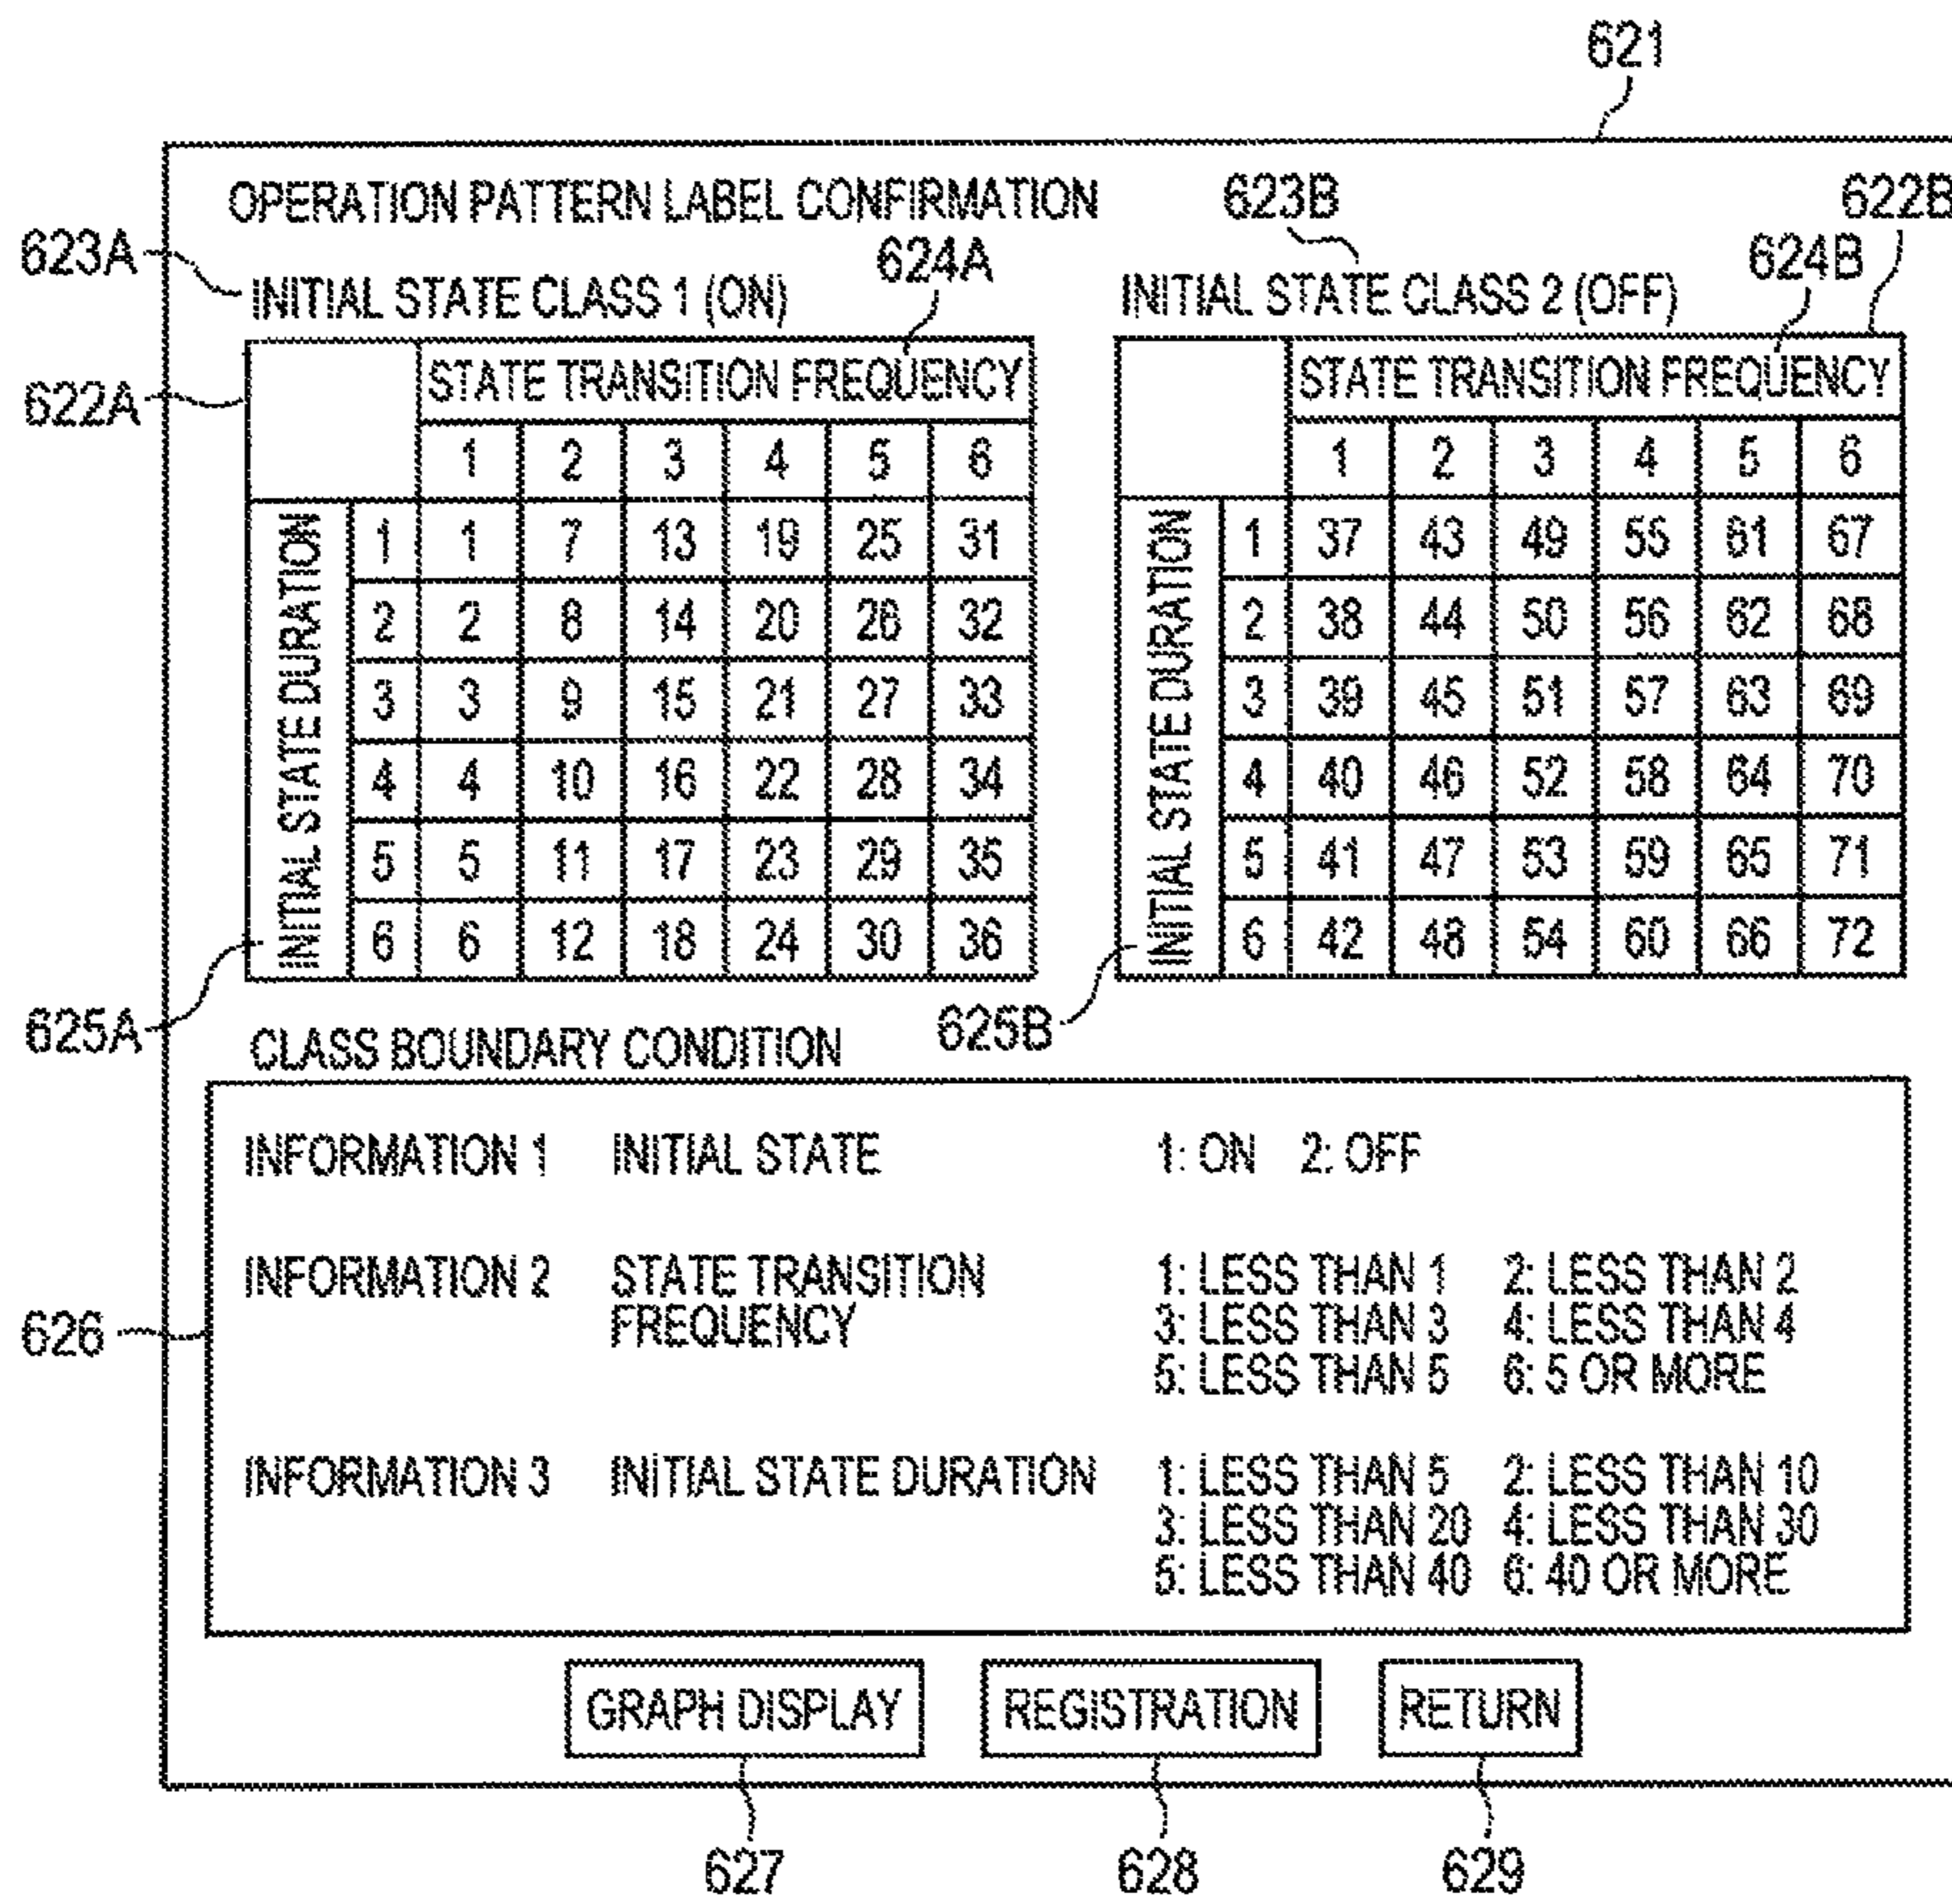 621
OPERATION PATTERN LABEL CONFIRMATION
623B
622B
623A
624A
624B
INITIAL STATE CLASS 1 (ON)
INITIAL STATE CLASS 2 (OFF)
622A
STATE TRANSITION FREQUENCY
1 2 3 4 5 6
INITIAL STATE DURATION
1 1 7 13 19 25 31
2 2 8 14 20 26 32
3 3 9 15 21 27 33
4 4 10 16 22 28 34
5 5 11 17 23 29 35
6 6 12 18 24 30 36
STATE TRANSITION FREQUENCY
1 2 3 4 5 6
INITIAL STATE DURATION
1 37 43 49 55 61 67
2 38 44 50 56 62 68
3 39 45 51 57 63 69
4 40 46 52 58 64 70
5 41 47 53 59 65 71
6 42 48 54 60 66 72
625A
625B
CLASS BOUNDARY CONDITION
626
INFORMATION 1 INITIAL STATE 1: ON 2: OFF
INFORMATION 2 STATE TRANSITION 1: LESS THAN 1 2: LESS THAN 2
FREQUENCY 3: LESS THAN 3 4: LESS THAN 4
5: LESS THAN 5 6: 5 OR MORE
INFORMATION 3 INITIAL STATE DURATION 1: LESS THAN 5 2: LESS THAN 10
3: LESS THAN 20 4: LESS THAN 30
5: LESS THAN 40 6: 40 OR MORE
GRAPH DISPLAY REGISTRATION RETURN
627 628 629